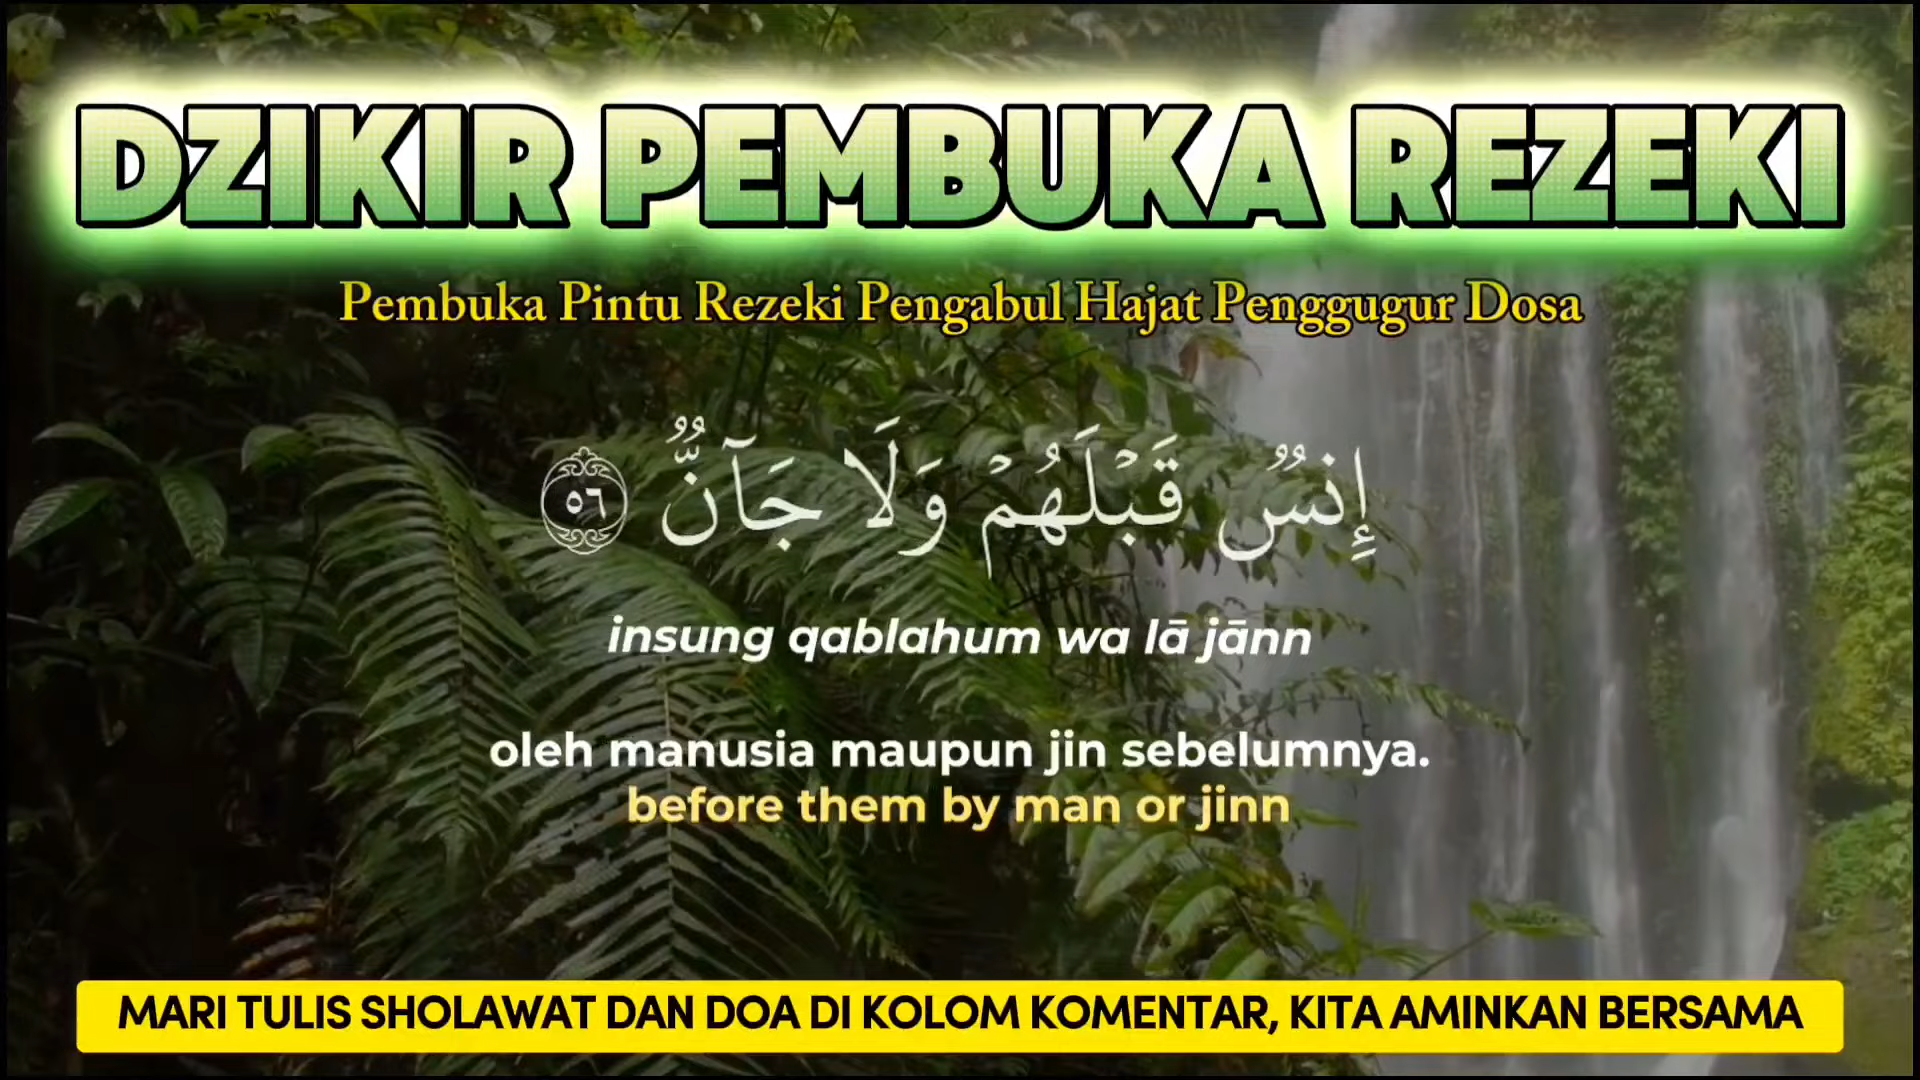 DZIKIR PEMBUKA REZEKI
Pembuka Pintu Rezeki Pengabul Hajat Penggugur Dosa
إِنسٌ قَبْلَهُمْ وَلَا جَآنٌّ ٥٦
insung qablahum wa lā jānn
oleh manusia maupun jin sebelumnya.
before them by man or jinn
MARI TULIS SHOLAWAT DAN DOA DI KOLOM KOMENTAR, KITA AMINKAN BERSAMA